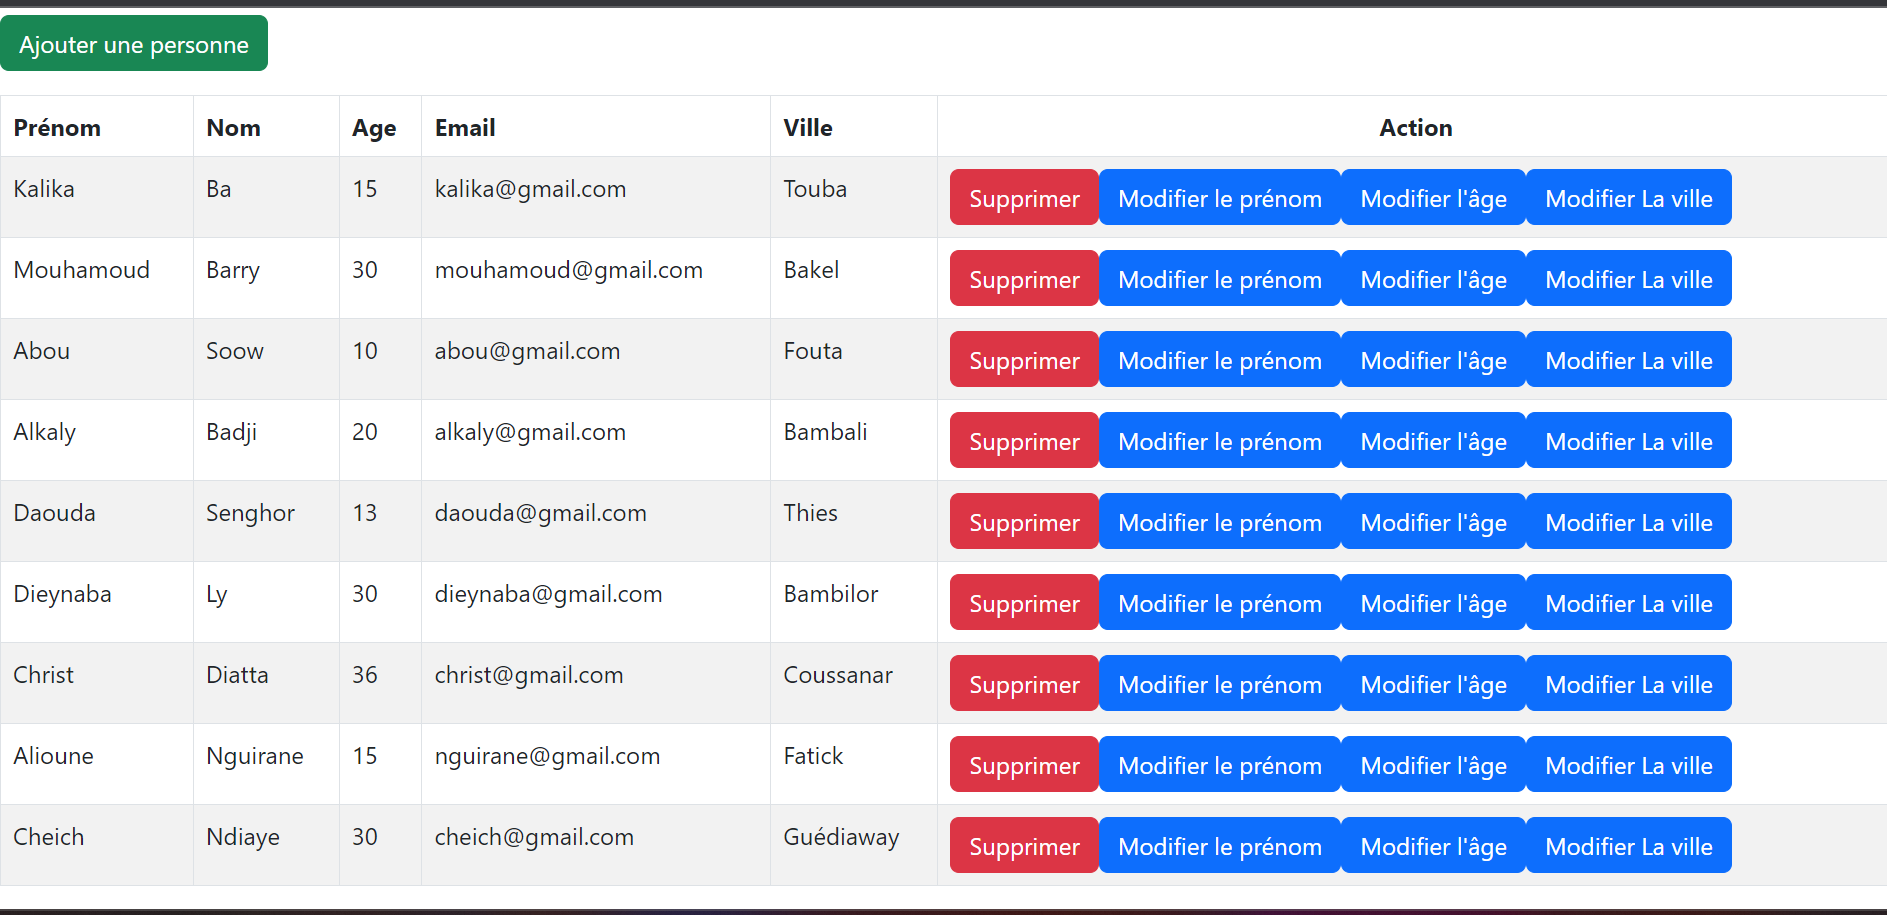 Ajouter une personne
Prénom Nom Age Email Ville Action
Kalika Ba 15 kalika@gmail.com Touba Supprimer Modifier le prénom Modifier l'âge Modifier La ville
Mouhamoud Barry 30 mouhamoud@gmail.com Bakel Supprimer Modifier le prénom Modifier l'âge Modifier La ville
Abou Soow 10 abou@gmail.com Fouta Supprimer Modifier le prénom Modifier l'âge Modifier La ville
Alkaly Badji 20 alkaly@gmail.com Bambali Supprimer Modifier le prénom Modifier l'âge Modifier La ville
Daouda Senghor 13 daouda@gmail.com Thies Supprimer Modifier le prénom Modifier l'âge Modifier La ville
Dieynaba Ly 30 dieynaba@gmail.com Bambilor Supprimer Modifier le prénom Modifier l'âge Modifier La ville
Christ Diatta 36 christ@gmail.com Coussanar Supprimer Modifier le prénom Modifier l'âge Modifier La ville
Alioune Nguirane 15 nguirane@gmail.com Fatick Supprimer Modifier le prénom Modifier l'âge Modifier La ville
Cheich Ndiaye 30 cheich@gmail.com Guédiaway Supprimer Modifier le prénom Modifier l'âge Modifier La ville